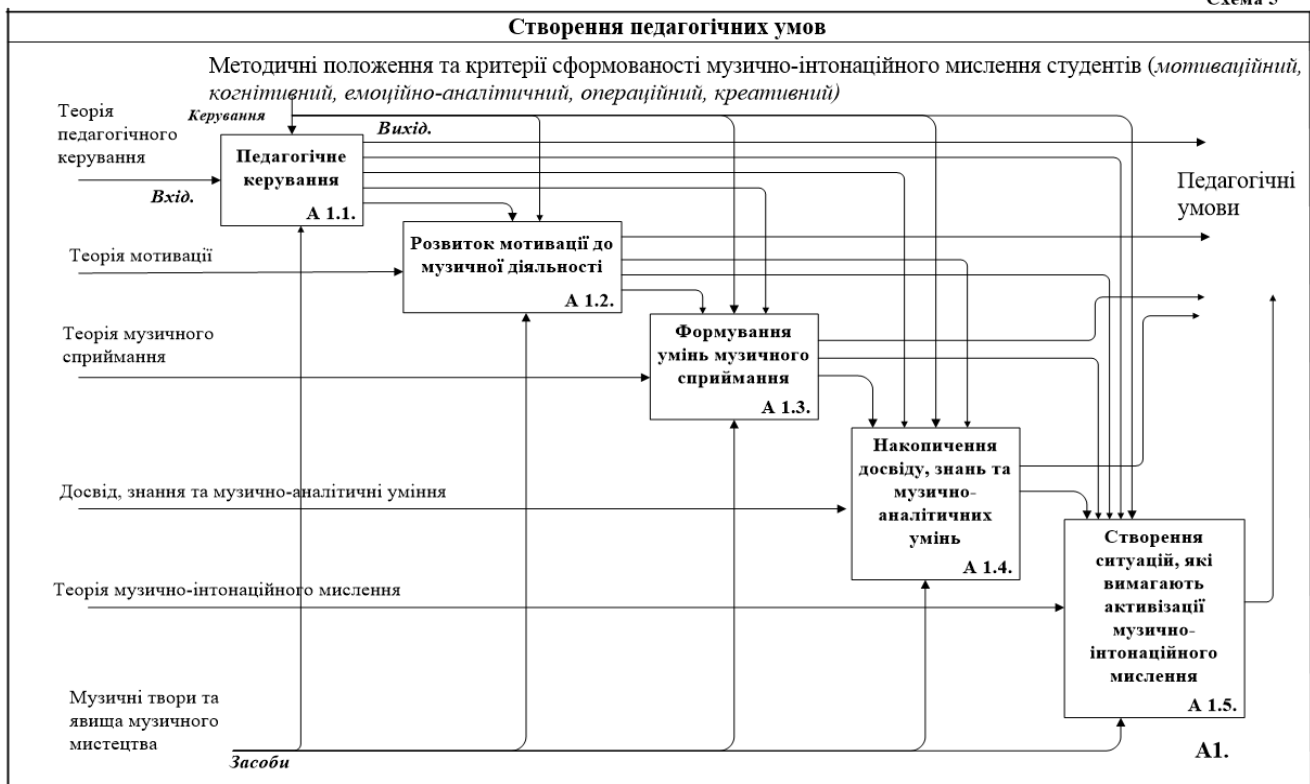 Схема 5
Створення педагогічних умов
Методичні положення та критерії сформованості музично-інтонаційного мислення студентів (мотиваційний,
когнітивний, емоційно-аналітичний, операційний, креативний)
Теорія
педагогічного
керування
Керування
Вихід.
Вхід.
Педагогічне
керування
А 1.1.
Педагогічні
умови
Теорія мотивації
Розвиток мотивації до
музичної діяльності
А 1.2.
Теорія музичного
сприймання
Формування
умінь музичного
сприймання
А 1.3.
Досвід, знання та музично-аналітичні уміння
Накопичення
досвіду, знань та
музично-
аналітичних
умінь
А 1.4.
Теорія музично-інтонаційного мислення
Створення
ситуацій, які
вимагають
активізації
музично-
інтонаційного
мислення
А 1.5.
Музичні твори та
явища музичного
мистецтва
Засоби
А1.